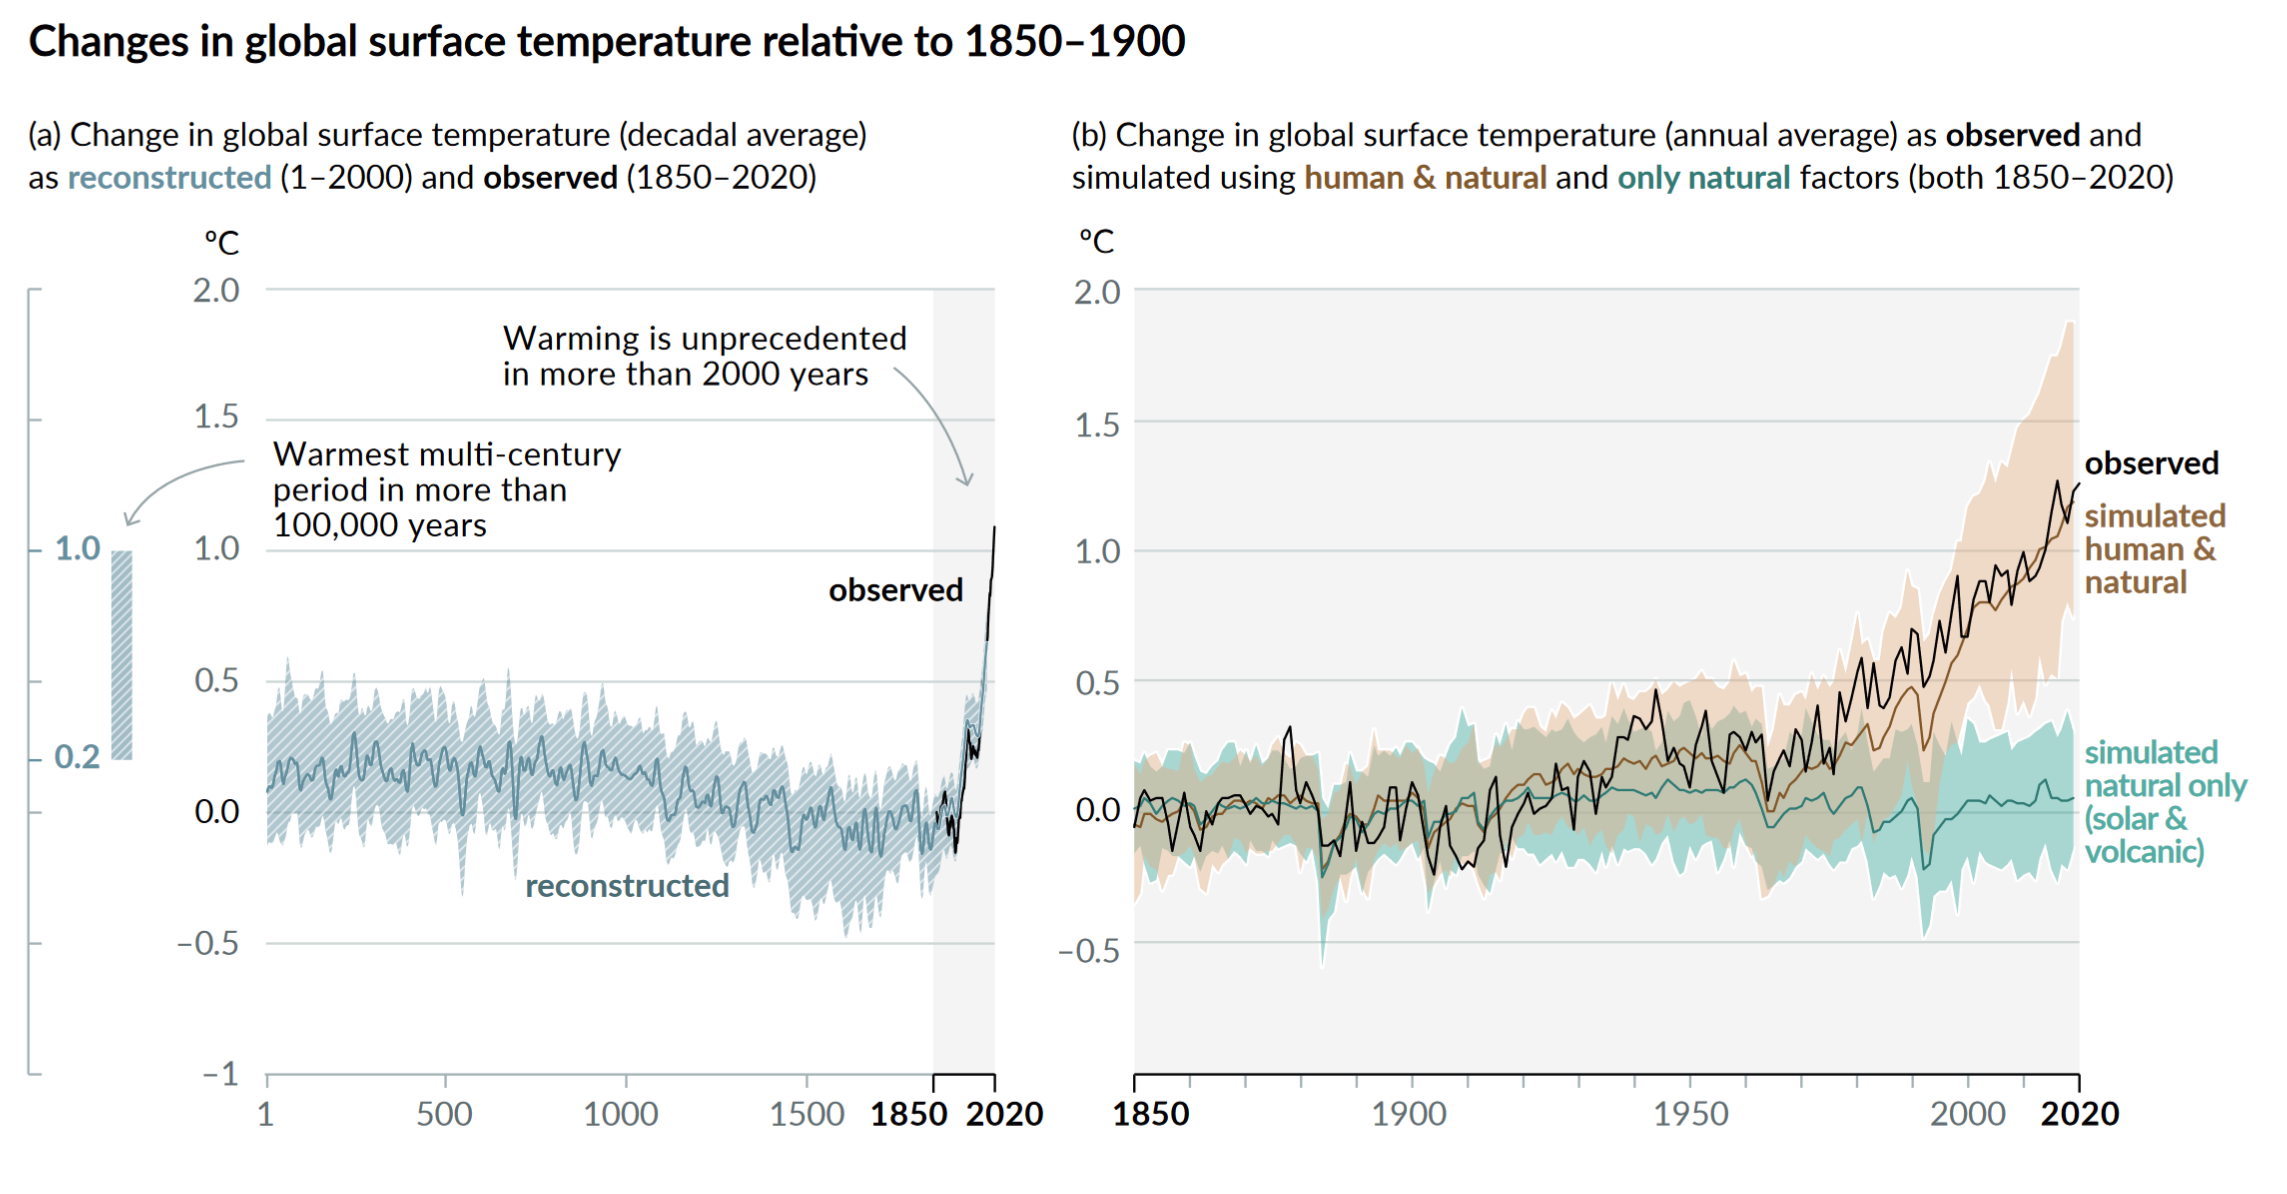 Changes in global surface temperature relative to 1850–1900
(a) Change in global surface temperature (decadal average)
as reconstructed (1–2000) and observed (1850–2020)
ºC
2.0
1.5
1.0
0.5
0.0
−0.5
−1
1.0
0.2
Warming is unprecedented
in more than 2000 years
Warmest multi-century
period in more than
100,000 years
observed
reconstructed
1
500
1000
1500
1850
2020
(b) Change in global surface temperature (annual average) as observed and
simulated using human & natural and only natural factors (both 1850–2020)
ºC
2.0
1.5
1.0
0.5
0.0
−0.5
observed
simulated
human &
natural
simulated
natural only
(solar &
volcanic)
1850
1900
1950
2000
2020